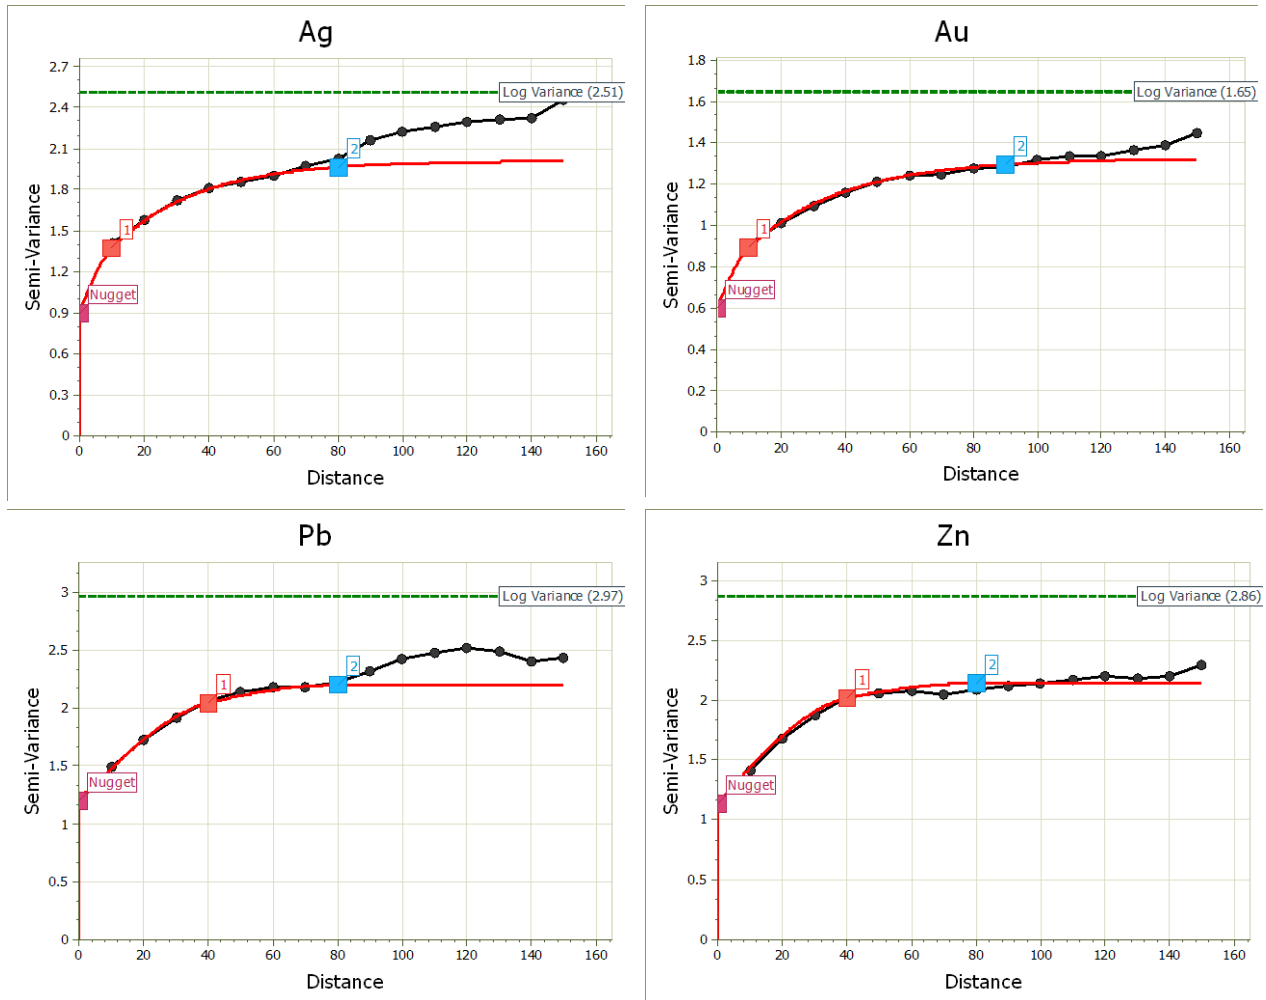 Ag
2.7
Log Variance (2.51)
2.4
2
2.1
1.8
1
1.5
1.2
Nugget
0.9
0.6
0.3
0
Semi-Variance
0 20 40 60 80 100 120 140 160
Distance
Au
1.8
Log Variance (1.65)
1.6
1.4
2
1.2
1
1
0.8
Nugget
0.6
0.4
0.2
0
Semi-Variance
0 20 40 60 80 100 120 140 160
Distance
Pb
3
Log Variance (2.97)
2.5
2
1
2
1.5
Nugget
1
0.5
0
Semi-Variance
0 20 40 60 80 100 120 140 160
Distance
Zn
3
Log Variance (2.86)
2.5
2
1
2
1.5
Nugget
1
0.5
0
Semi-Variance
0 20 40 60 80 100 120 140 160
Distance